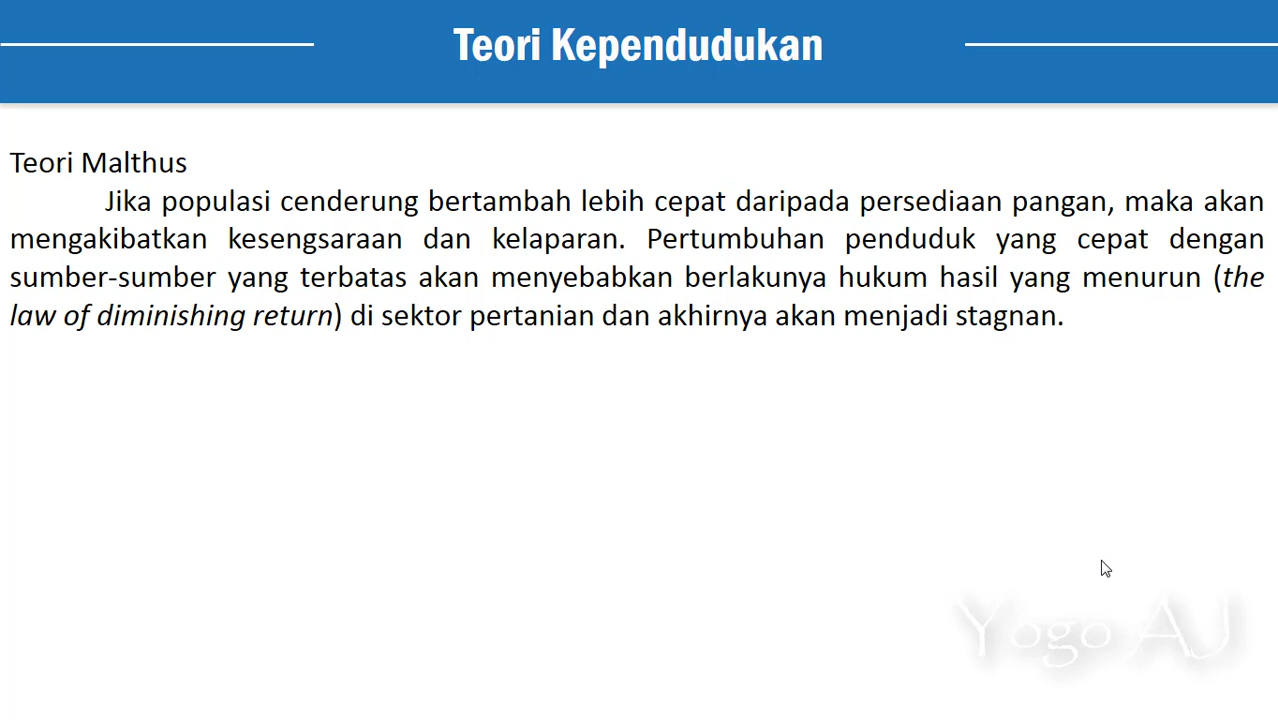 Teori Kependudukan
Teori Malthus
Jika populasi cenderung bertambah lebih cepat daripada persediaan pangan, maka akan
mengakibatkan kesengsaraan dan kelaparan. Pertumbuhan penduduk yang cepat dengan
sumber-sumber yang terbatas akan menyebabkan berlakunya hukum hasil yang menurun (the
law of diminishing return) di sektor pertanian dan akhirnya akan menjadi stagnan.
Yogo AJ